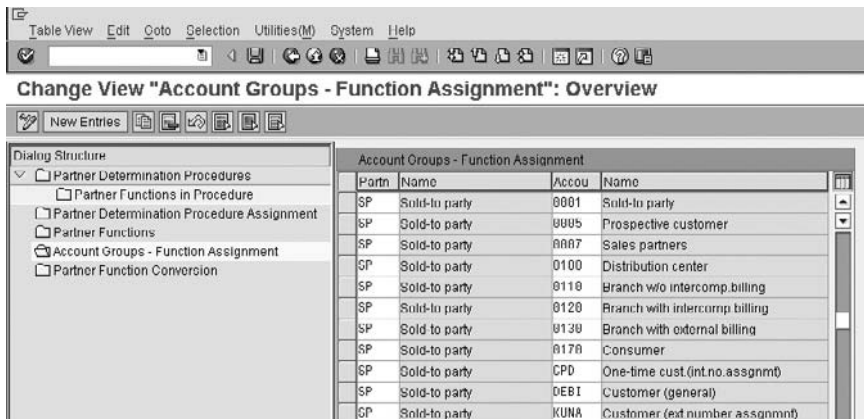 Table View Edit Goto Selection Utilities(M) System Help
Change View "Account Groups - Function Assignment": Overview
New Entries
Dialog Structure
Partner Determination Procedures
Partner Functions in Procedure
Partner Determination Procedure Assignment
Partner Functions
Account Groups - Function Assignment
Partner Function Conversion
Account Groups - Function Assignment
Partn Name Accou Name
SP Sold-to party 0001 Sold-to party
SP Sold-to party 0005 Prospective customer
SP Sold-to party 0007 Sales partners
SP Sold-to party 0100 Distribution center
SP Sold-to party 0110 Branch w/o intercomp.billing
SP Sold-to party 0120 Branch with intercomp billing
SP Sold-to party 0130 Branch with external billing
SP Sold-to party 0170 Consumer
SP Sold-to party CPD One-time cust.(int.no.assgnmt)
SP Sold-to party DEBI Customer (general)
SP Sold-to party KUNA Customer (ext number assgnmnt)